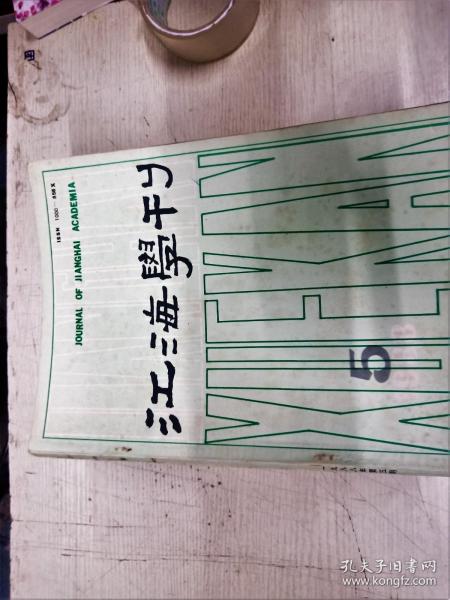 ISSN 1000-856X
JOURNAL OF JIANGHAI ACADEMIA
江海學刊
XUEKAN
5
孔夫子旧书网
www.kongfz.com